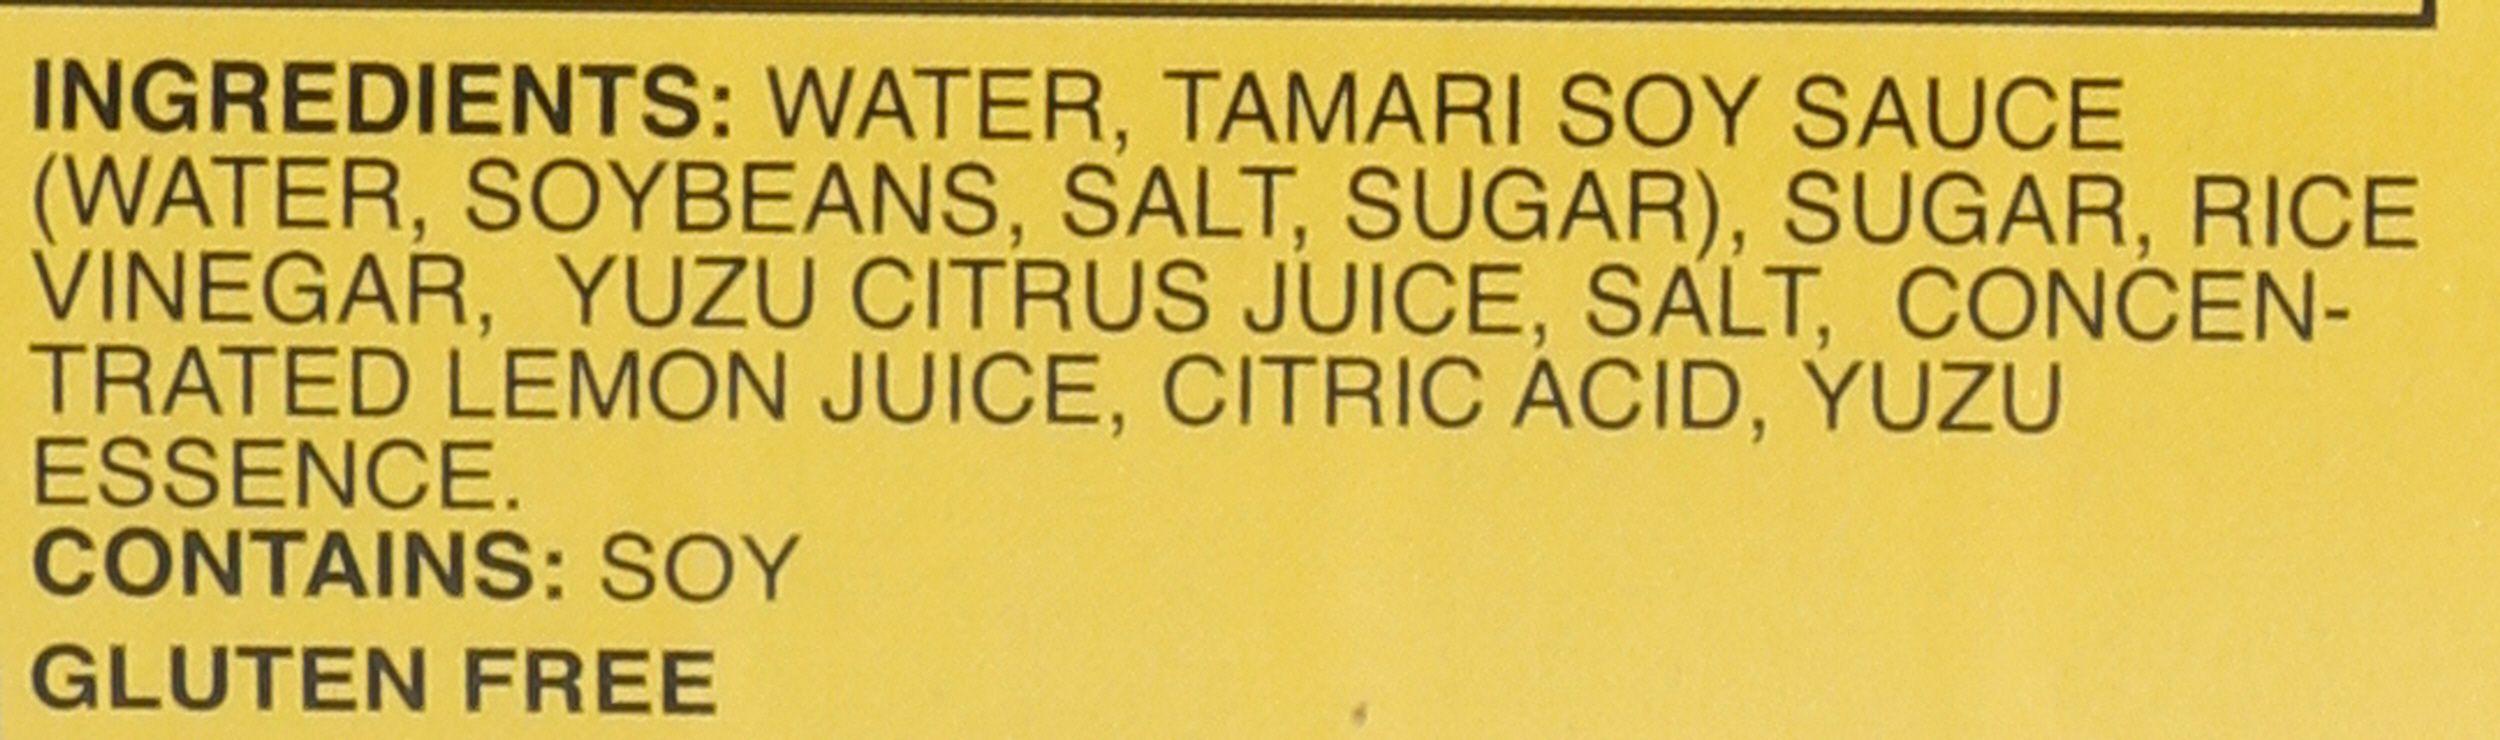 INGREDIENTS: WATER, TAMARI SOY SAUCE
(WATER, SOYBEANS, SALT, SUGAR), SUGAR, RICE
VINEGAR,  YUZU CITRUS JUICE, SALT,  CONCEN-
TRATED LEMON JUICE, CITRIC ACID, YUZU
ESSENCE.
CONTAINS: SOY
GLUTEN FREE